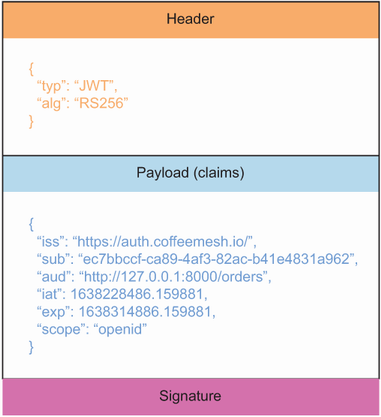 Header
{
“typ”: “JWT”,
“alg”: “RS256”
}
Payload (claims)
{
“iss”: “https://auth.coffeemesh.io/”,
“sub”: “ec7bbccf-ca89-4af3-82ac-b41e4831a962”,
“aud”: “http://127.0.0.1:8000/orders”,
“iat”: 1638228486.159881,
“exp”: 1638314886.159881,
“scope”: “openid”
}
Signature